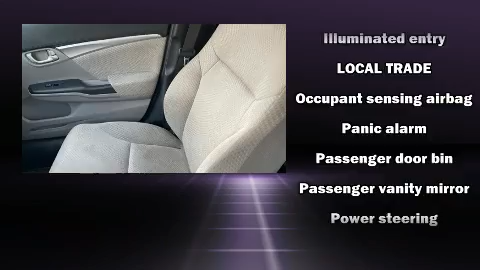 Illuminated entry
LOCAL TRADE
Occupant sensing airbag
Panic alarm
Passenger door bin
Passenger vanity mirror
Power steering